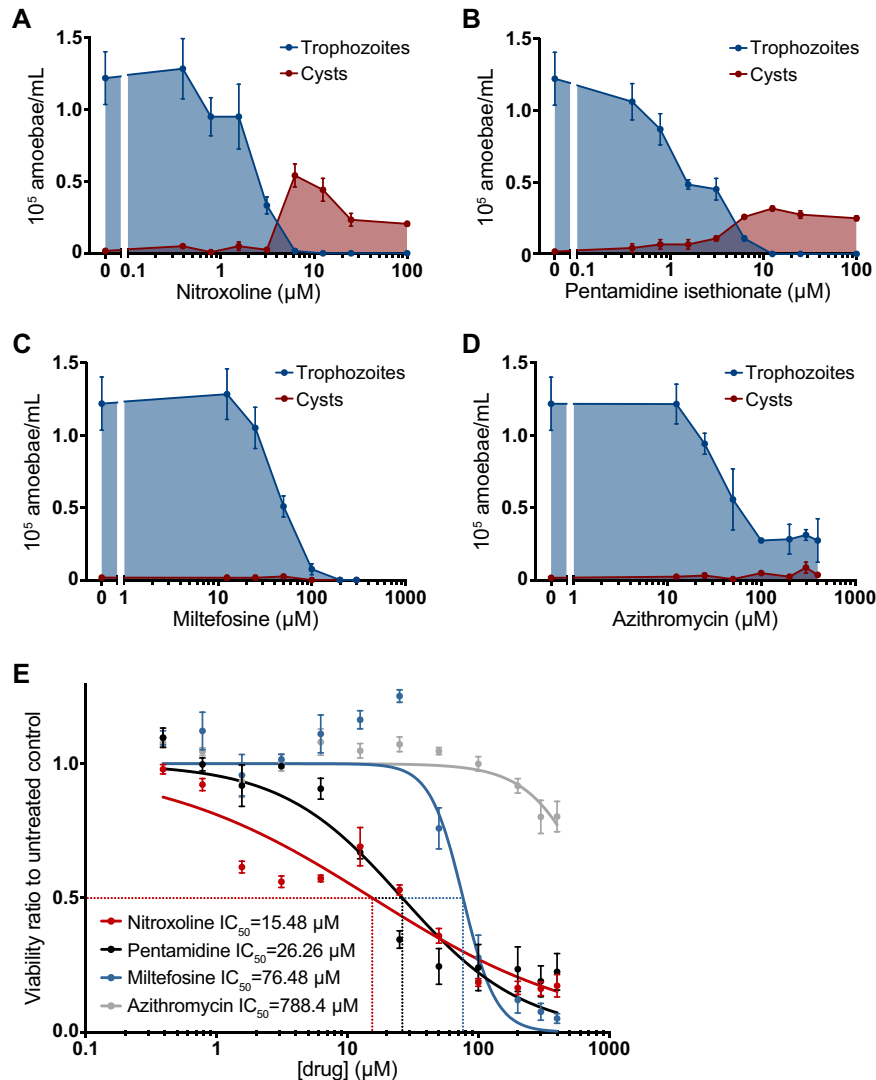 A
1.5
1.0
0.5
0
10⁵ amoebae/mL
Trophozoites
Cysts
0 0.1 1 10 100
Nitroxoline (µM)
B
1.5
1.0
0.5
0
10⁵ amoebae/mL
Trophozoites
Cysts
0 0.1 1 10 100
Pentamidine isethionate (µM)
C
1.5
1.0
0.5
0
10⁵ amoebae/mL
Trophozoites
Cysts
0 1 10 100 1000
Miltefosine (µM)
D
1.5
1.0
0.5
0
10⁵ amoebae/mL
Trophozoites
Cysts
0 1 10 100 1000
Azithromycin (µM)
E
1.0
0.5
0.0
Viability ratio to untreated control
Nitroxoline IC₅₀=15.48 µM
Pentamidine IC₅₀=26.26 µM
Miltefosine IC₅₀=76.48 µM
Azithromycin IC₅₀=788.4 µM
0.1 1 10 100 1000
[drug] (µM)